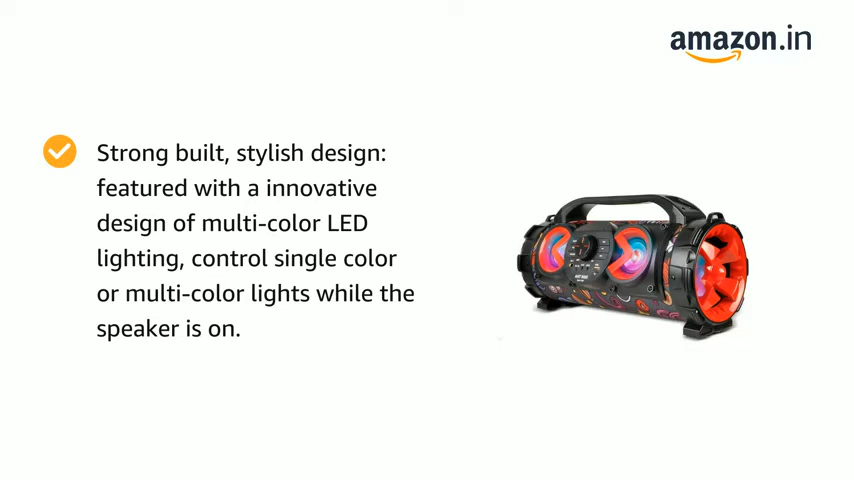 amazon.in
Strong built, stylish design:
featured with a innovative
design of multi-color LED
lighting, control single color
or multi-color lights while the
speaker is on.